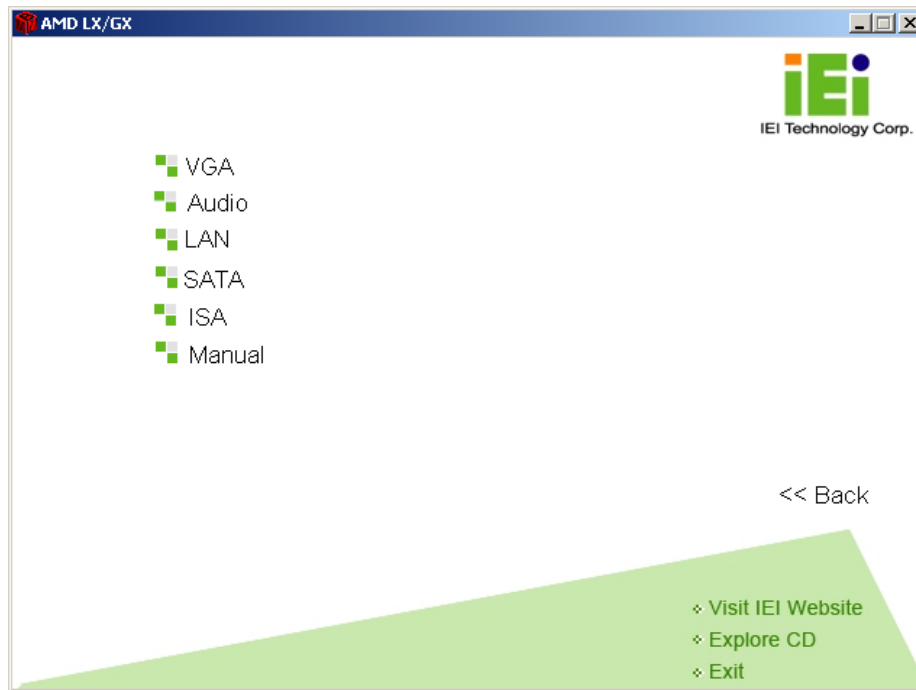 AMD LX/GX
iEi
IEI Technology Corp.
VGA
Audio
LAN
SATA
ISA
Manual
<< Back
Visit IEI Website
Explore CD
Exit